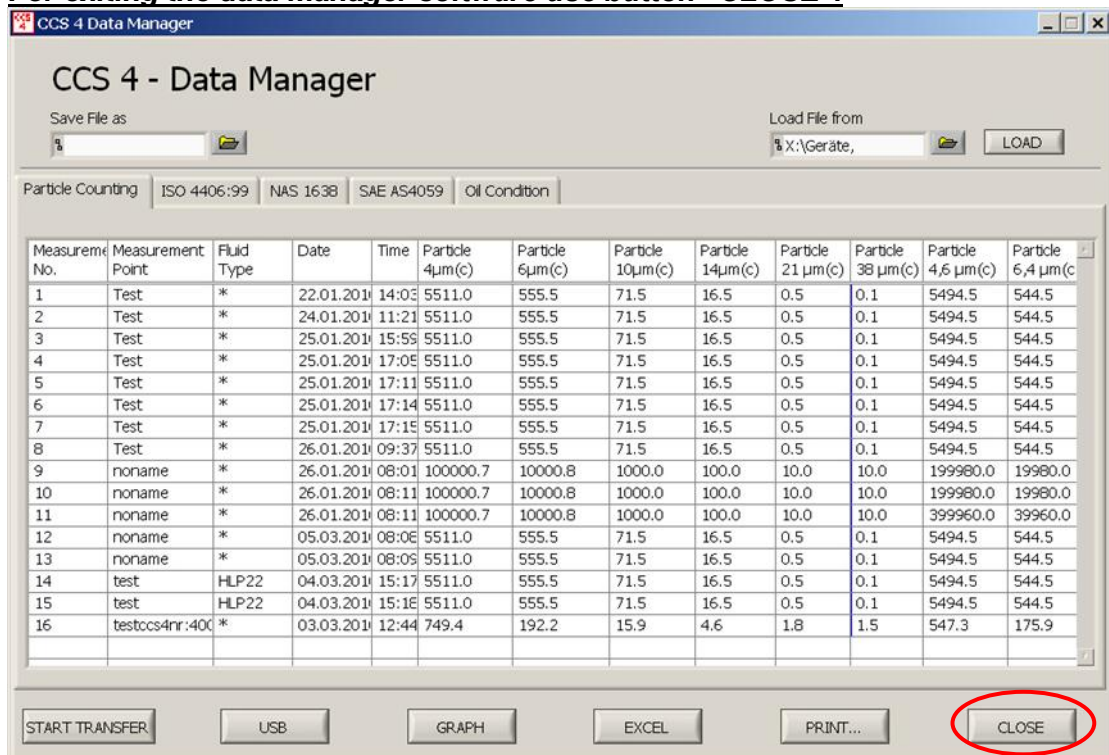 For exiting the data manager software use button "CLOSE".
CCS 4 Data Manager
CCS 4 - Data Manager
Save File as
Load File from
X:\Geräte,
LOAD
Particle Counting ISO 4406:99 NAS 1638 SAE AS4059 Oil Condition
Measureme Measurement Fluid Date Time Particle Particle Particle Particle Particle Particle Particle Particle
No. Point Type 4µm(c) 6µm(c) 10µm(c) 14µm(c) 21 µm(c) 38 µm(c) 4,6 µm(c) 6,4 µm(c
1 Test * 22.01.201 14:03 5511.0 555.5 71.5 16.5 0.5 0.1 5494.5 544.5
2 Test * 24.01.201 11:21 5511.0 555.5 71.5 16.5 0.5 0.1 5494.5 544.5
3 Test * 25.01.201 15:59 5511.0 555.5 71.5 16.5 0.5 0.1 5494.5 544.5
4 Test * 25.01.201 17:05 5511.0 555.5 71.5 16.5 0.5 0.1 5494.5 544.5
5 Test * 25.01.201 17:11 5511.0 555.5 71.5 16.5 0.5 0.1 5494.5 544.5
6 Test * 25.01.201 17:14 5511.0 555.5 71.5 16.5 0.5 0.1 5494.5 544.5
7 Test * 25.01.201 17:15 5511.0 555.5 71.5 16.5 0.5 0.1 5494.5 544.5
8 Test * 26.01.201 09:37 5511.0 555.5 71.5 16.5 0.5 0.1 5494.5 544.5
9 noname * 26.01.201 08:01 100000.7 10000.8 1000.0 100.0 10.0 10.0 199980.0 19980.0
10 noname * 26.01.201 08:11 100000.7 10000.8 1000.0 100.0 10.0 10.0 199980.0 19980.0
11 noname * 26.01.201 08:11 100000.7 10000.8 1000.0 100.0 10.0 10.0 399960.0 39960.0
12 noname * 05.03.201 08:08 5511.0 555.5 71.5 16.5 0.5 0.1 5494.5 544.5
13 noname * 05.03.201 08:09 5511.0 555.5 71.5 16.5 0.5 0.1 5494.5 544.5
14 test HLP22 04.03.201 15:17 5511.0 555.5 71.5 16.5 0.5 0.1 5494.5 544.5
15 test HLP22 04.03.201 15:18 5511.0 555.5 71.5 16.5 0.5 0.1 5494.5 544.5
16 testccs4nr:400 * 03.03.201 12:44 749.4 192.2 15.9 4.6 1.8 1.5 547.3 175.9
START TRANSFER USB GRAPH EXCEL PRINT... CLOSE